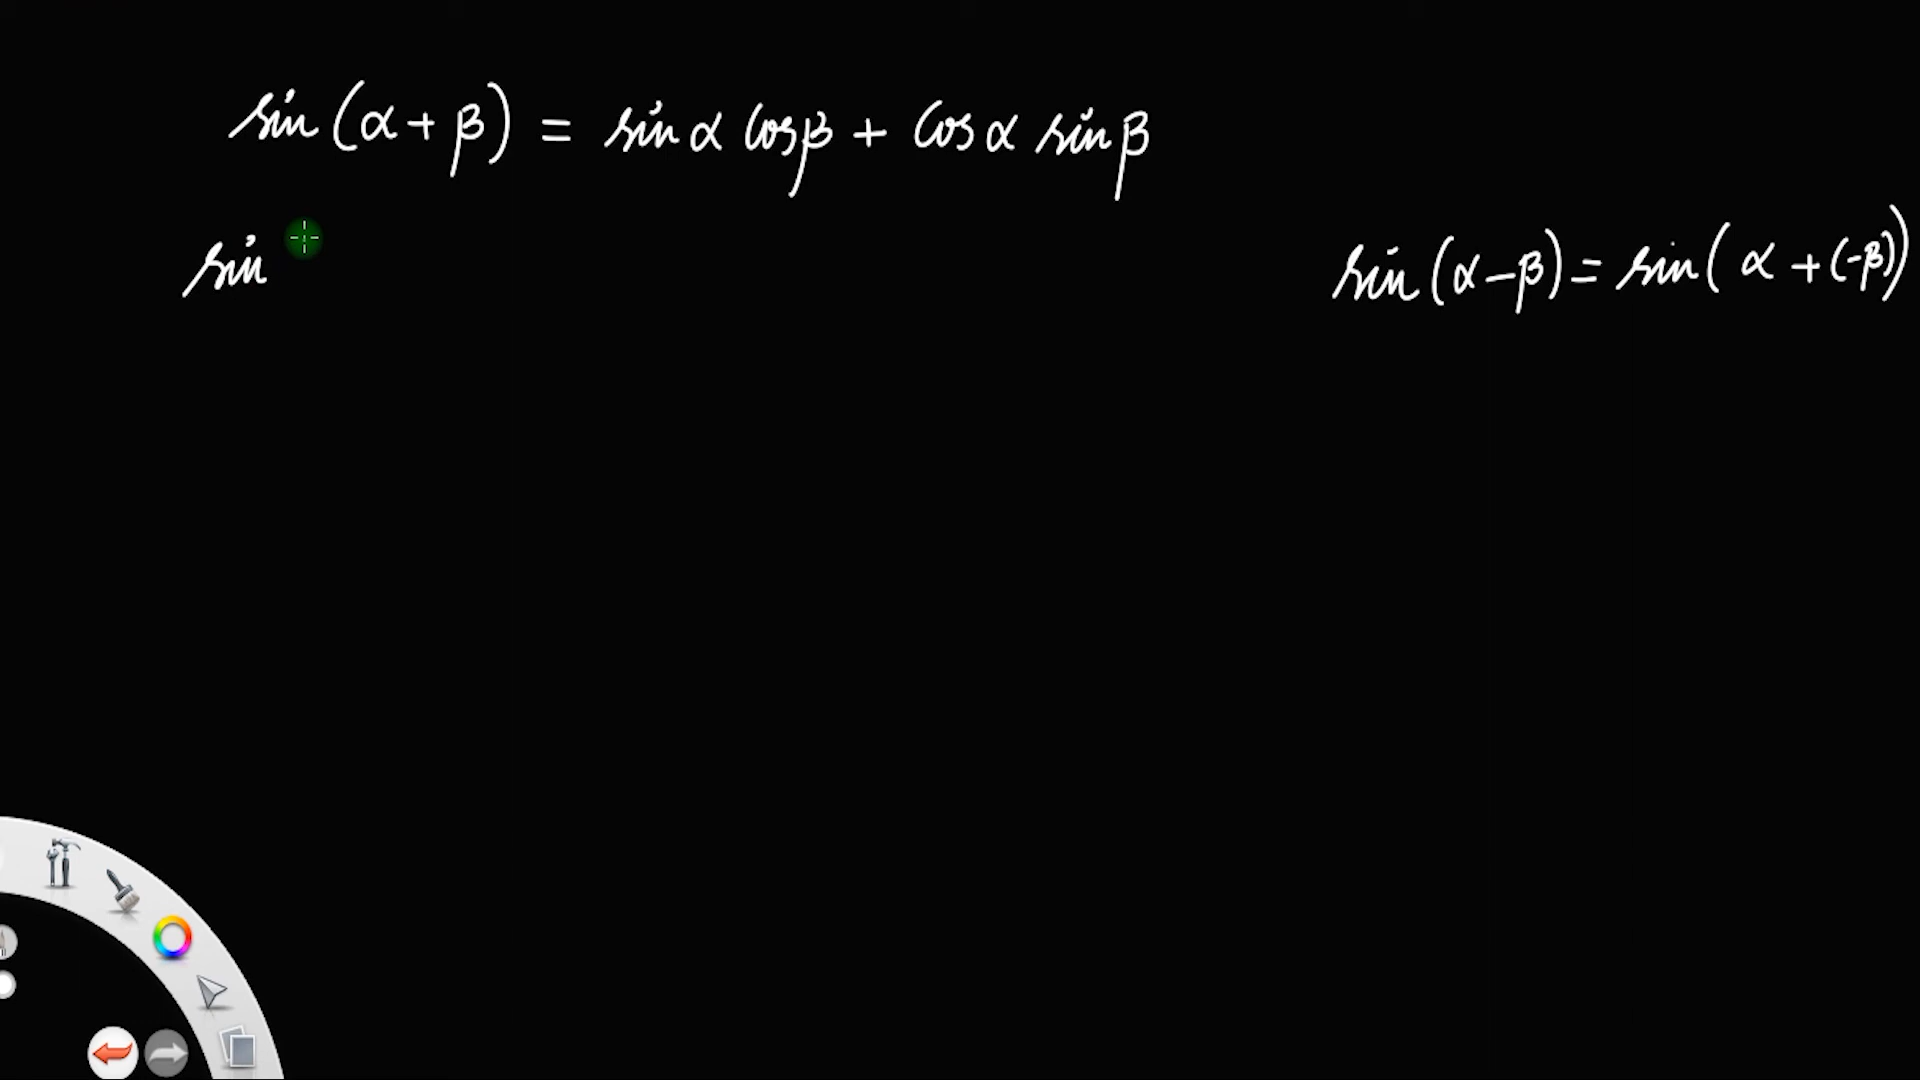 sin (α + β) = sin α cos β + cos α sin β
sin
sin (α - β) = sin ( α + (-β))